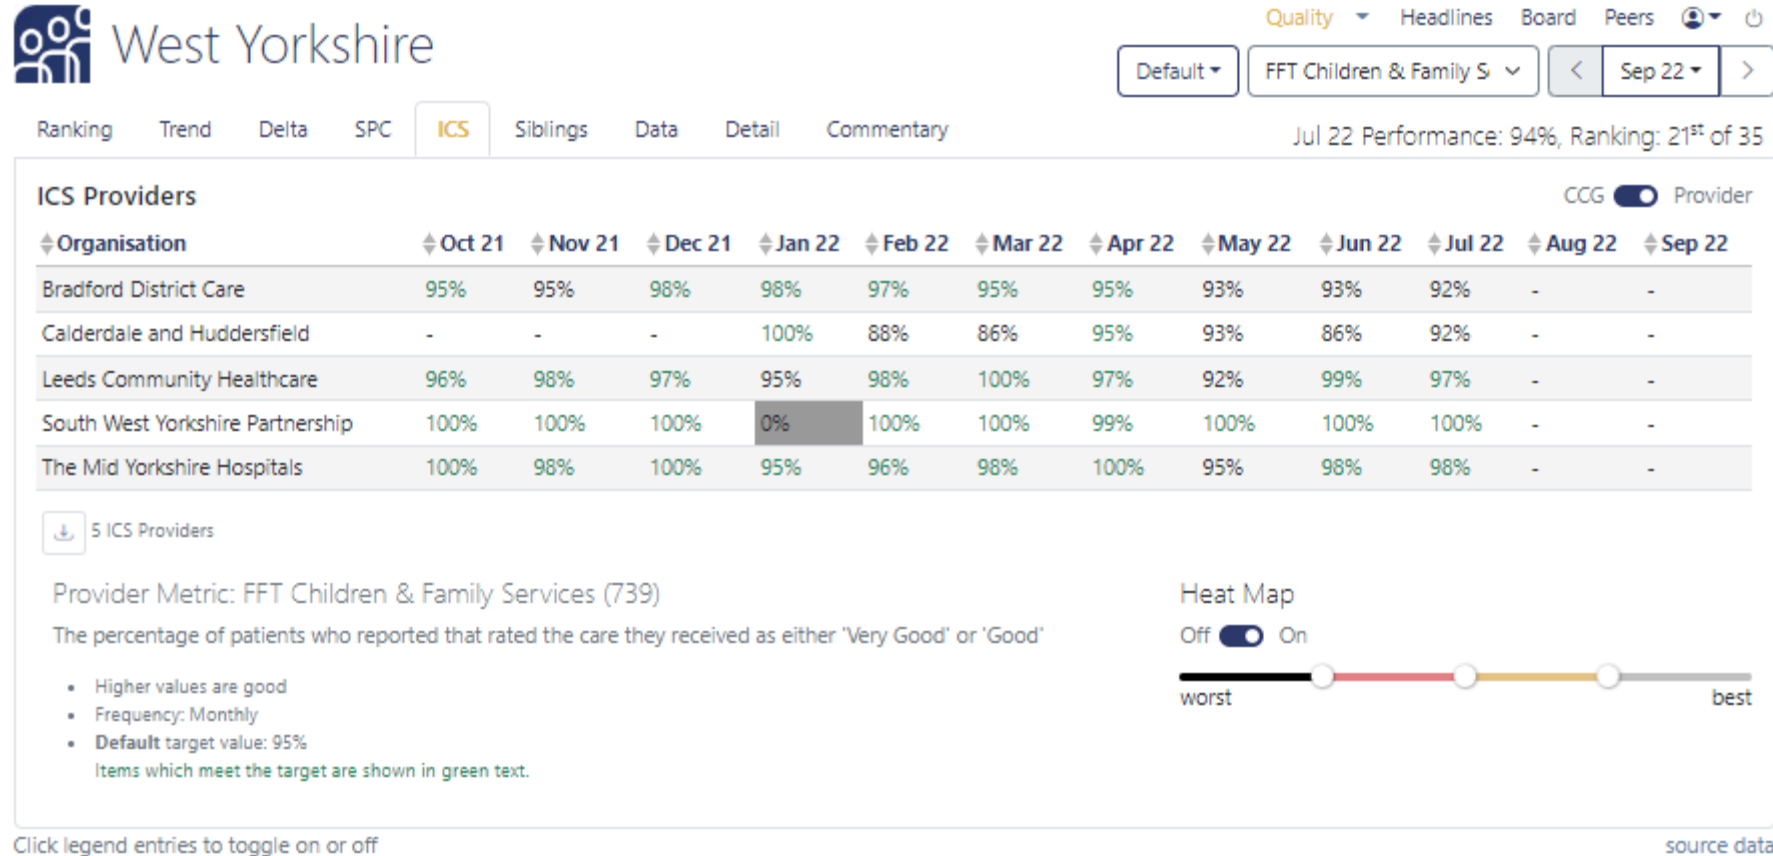 Quality Headlines Board Peers
West Yorkshire
Default FFT Children & Family S Sep 22
Ranking Trend Delta SPC ICS Siblings Data Detail Commentary
Jul 22 Performance: 94%, Ranking: 21st of 35
ICS Providers CCG Provider
Organisation Oct 21 Nov 21 Dec 21 Jan 22 Feb 22 Mar 22 Apr 22 May 22 Jun 22 Jul 22 Aug 22 Sep 22
Bradford District Care 95% 95% 98% 98% 97% 95% 95% 93% 93% 92% - -
Calderdale and Huddersfield - - - 100% 88% 86% 95% 93% 86% 92% - -
Leeds Community Healthcare 96% 98% 97% 95% 98% 100% 97% 92% 99% 97% - -
South West Yorkshire Partnership 100% 100% 100% 0% 100% 100% 99% 100% 100% 100% - -
The Mid Yorkshire Hospitals 100% 98% 100% 95% 96% 98% 100% 95% 98% 98% - -
5 ICS Providers
Provider Metric: FFT Children & Family Services (739)
The percentage of patients who reported that rated the care they received as either 'Very Good' or 'Good'
• Higher values are good
• Frequency: Monthly
• Default target value: 95%
Items which meet the target are shown in green text.
Heat Map
Off On
worst best
Click legend entries to toggle on or off
source data